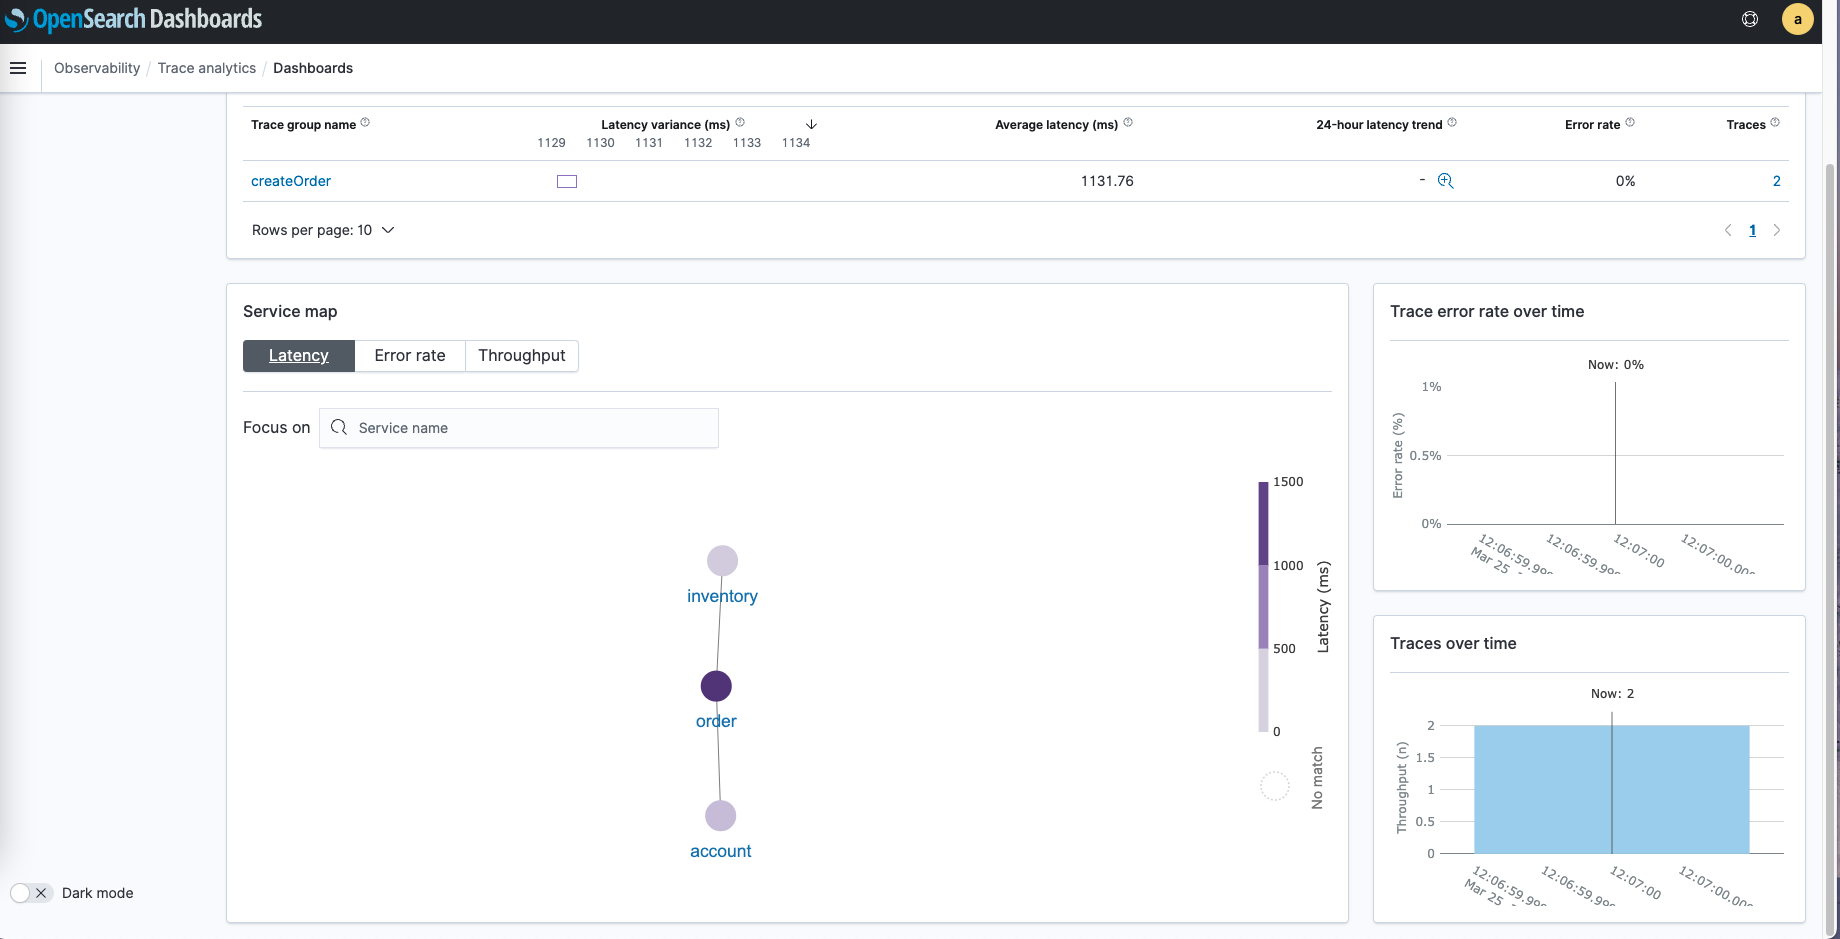 OpenSearch Dashboards
a
Observability / Trace analytics / Dashboards
Trace group name
Latency variance (ms)
Average latency (ms)
24-hour latency trend
Error rate
Traces
1129 1130 1131 1132 1133 1134
createOrder
1131.76
-
0%
2
Rows per page: 10
1
Service map
Latency
Error rate
Throughput
Focus on
Service name
inventory
order
account
1500
1000
500
0
Latency (ms)
No match
Trace error rate over time
Now: 0%
1%
0.5%
0%
Error rate (%)
12:06:59.999
Mar 25
12:06:59.999
12:07:00
12:07:00.000
Traces over time
Now: 2
2
1.5
1
0.5
0
Throughput (n)
12:06:59.999
Mar 25
12:06:59.999
12:07:00
12:07:00.000
Dark mode